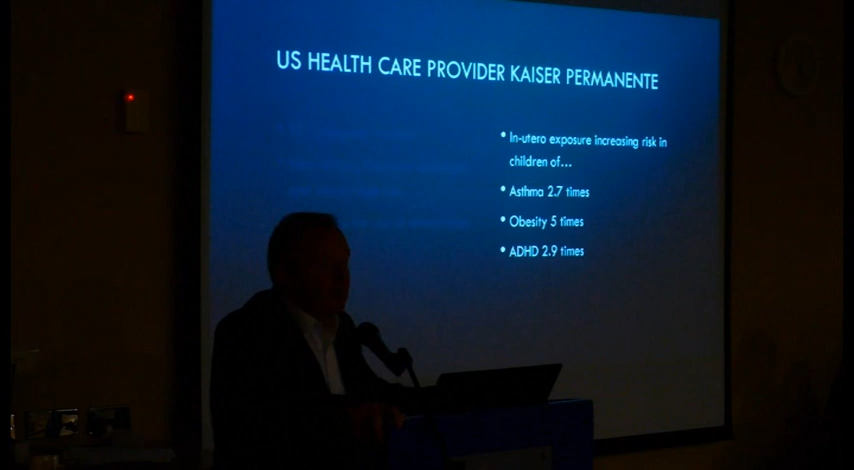 US HEALTH CARE PROVIDER KAISER PERMANENTE
• In-utero exposure increasing risk in
children of...
• Asthma 2.7 times
• Obesity 5 times
• ADHD 2.9 times